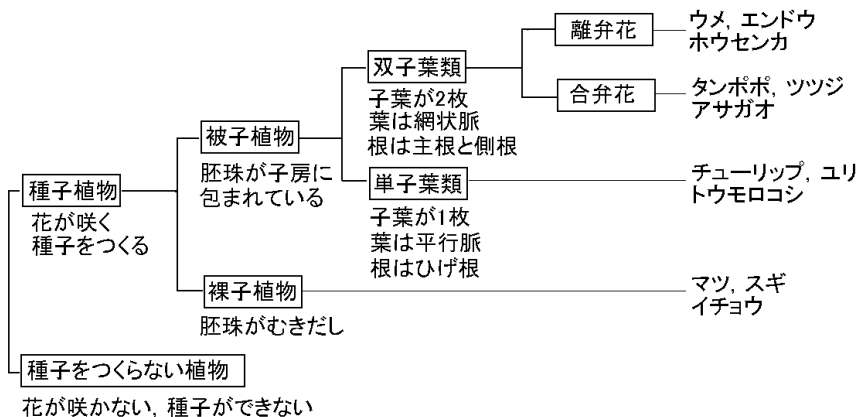 離弁花
ウメ, エンドウ
ホウセンカ
双子葉類
子葉が2枚
葉は網状脈
根は主根と側根
合弁花
タンポポ, ツツジ
アサガオ
被子植物
胚珠が子房に
包まれている
種子植物
花が咲く
種子をつくる
単子葉類
子葉が1枚
葉は平行脈
根はひげ根
チューリップ, ユリ
トウモロコシ
裸子植物
胚珠がむきだし
マツ, スギ
イチョウ
種子をつくらない植物
花が咲かない, 種子ができない